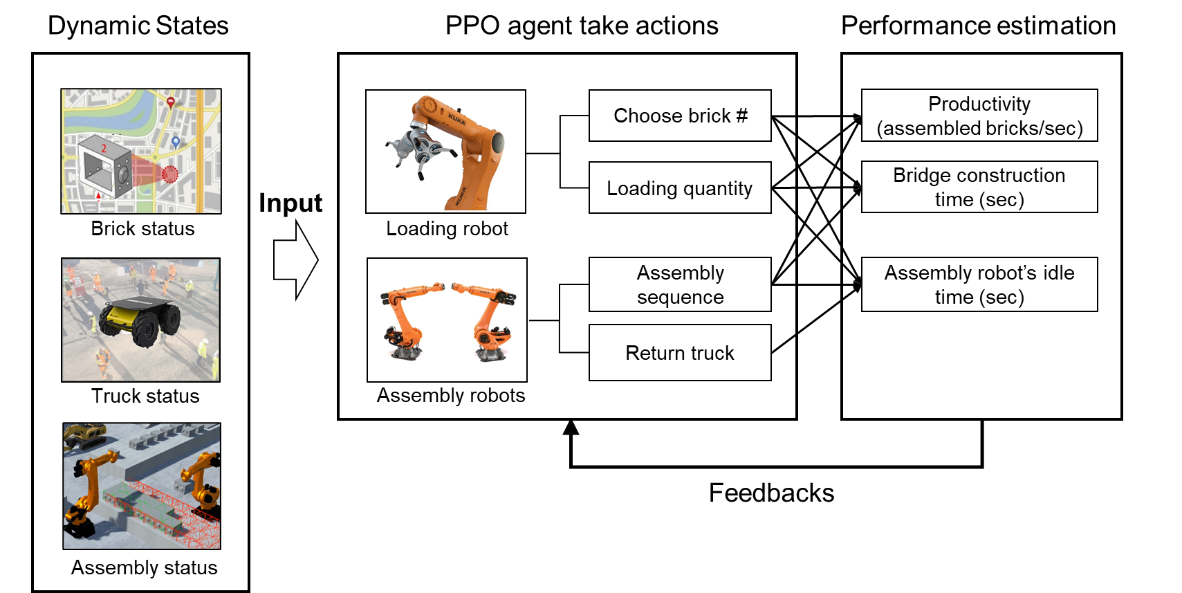 Dynamic States
PPO agent take actions
Performance estimation
2
Brick status
Truck status
Assembly status
Input
KUKA
Loading robot
Assembly robots
Choose brick #
Loading quantity
Assembly
sequence
Return truck
Productivity
(assembled bricks/sec)
Bridge construction
time (sec)
Assembly robot's idle
time (sec)
Feedbacks